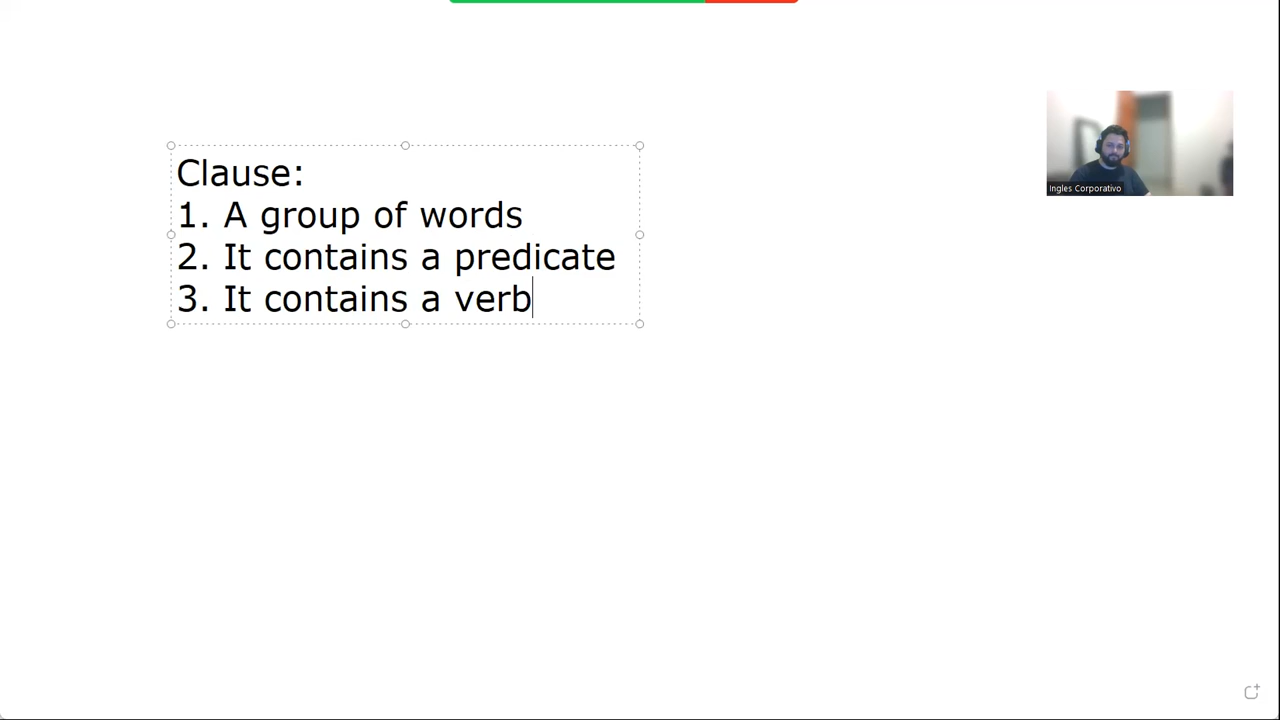 Clause:
1. A group of words
2. It contains a predicate
3. It contains a verb
Ingles Corporativo